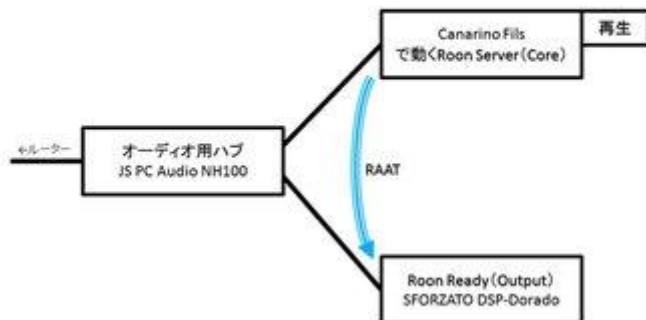 Canarino Fils
で動くRoon Server(Core)
再生
←ルーター
オーディオ用ハブ
JS PC Audio NH100
RAAT
Roon Ready(Output)
SFORZATO DSP-Dorado